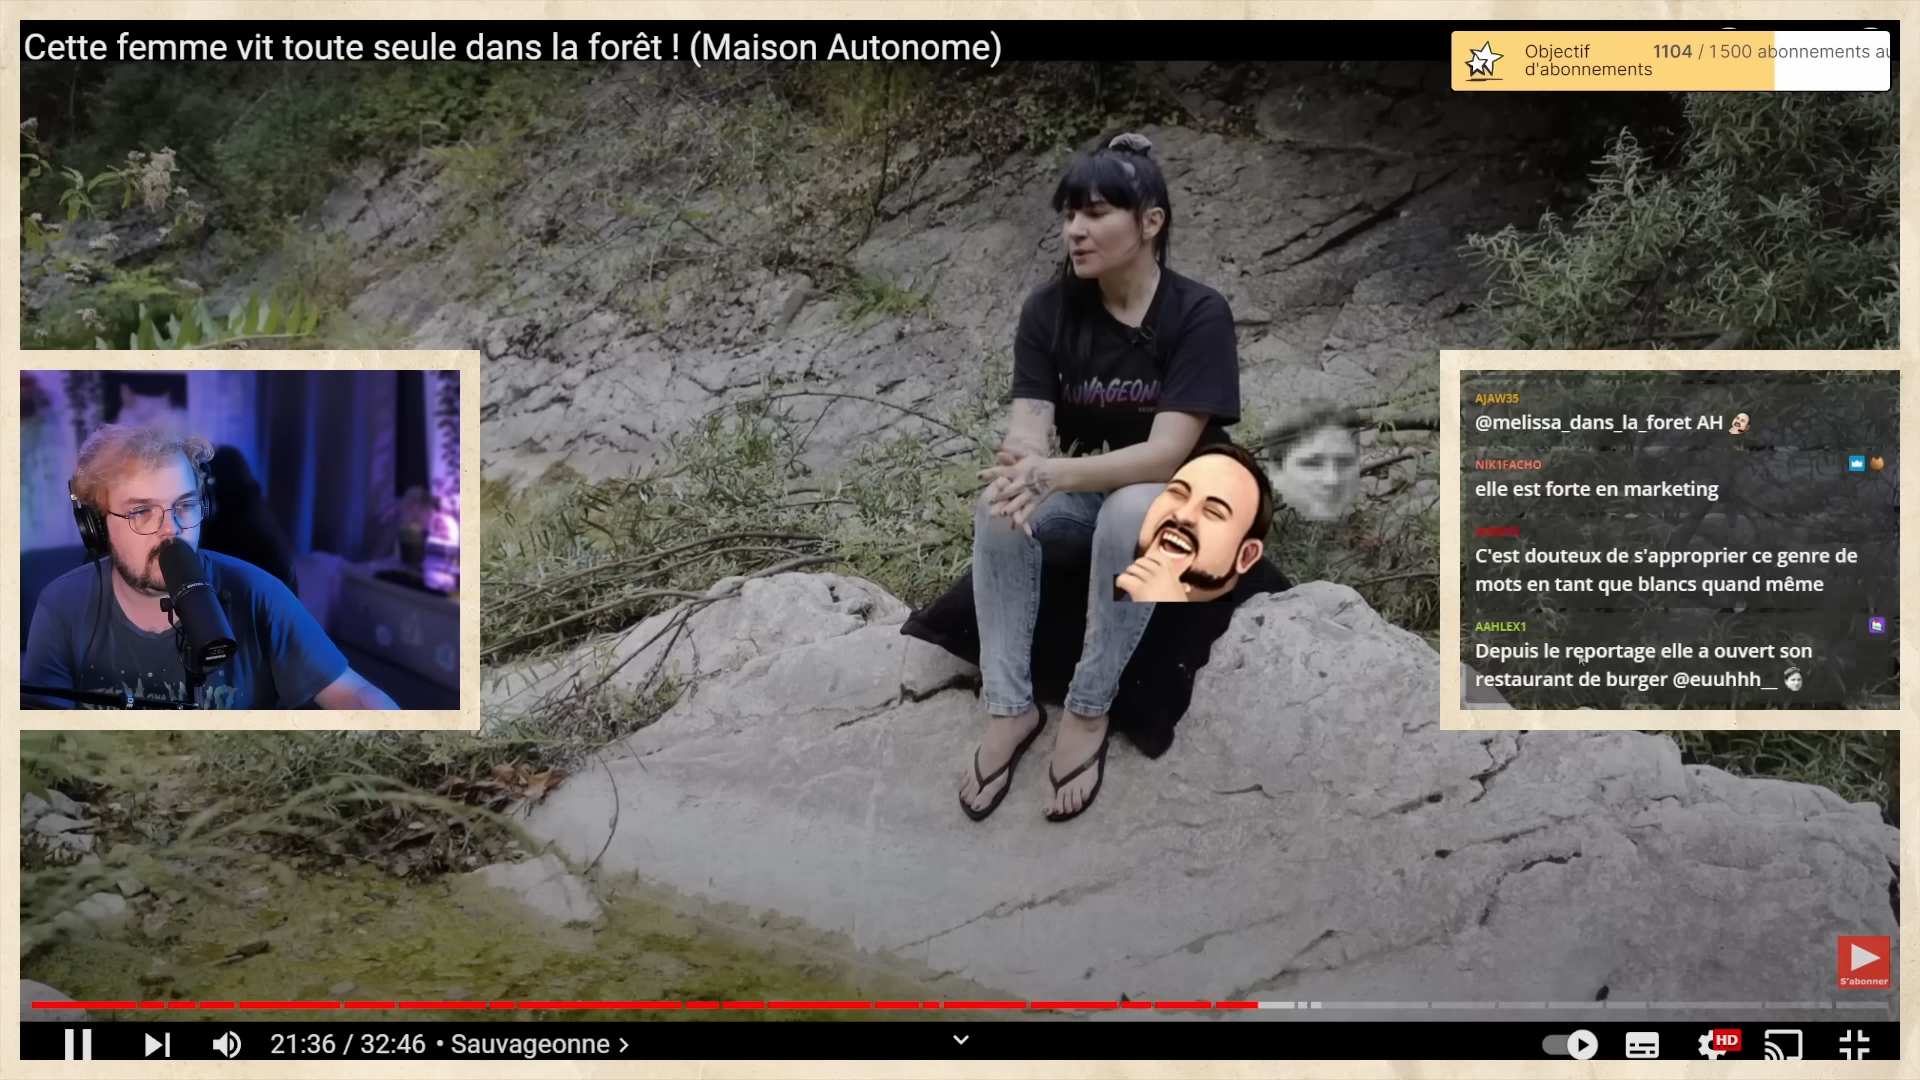 Cette femme vit toute seule dans la forêt ! (Maison Autonome)
Objectif d'abonnements
1104 / 1500 abonnements au
AJAW35
@melissa_dans_la_foret AH
NIK1FACHO
elle est forte en marketing
C'est douteux de s'approprier ce genre de
mots en tant que blancs quand même
AAHLEX1
Depuis le reportage elle a ouvert son
restaurant de burger @euuhhh__
S'abonner
21:36 / 32:46 • Sauvageonne >
HD